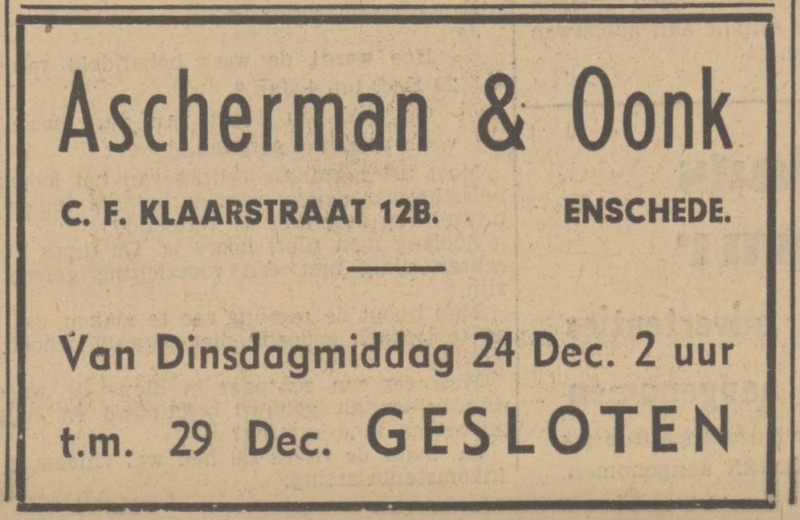 Ascherman & Oonk
C. F. KLAARSTRAAT 12B. ENSCHEDE.
Van Dinsdagmiddag 24 Dec. 2 uur
t.m. 29 Dec. GESLOTEN